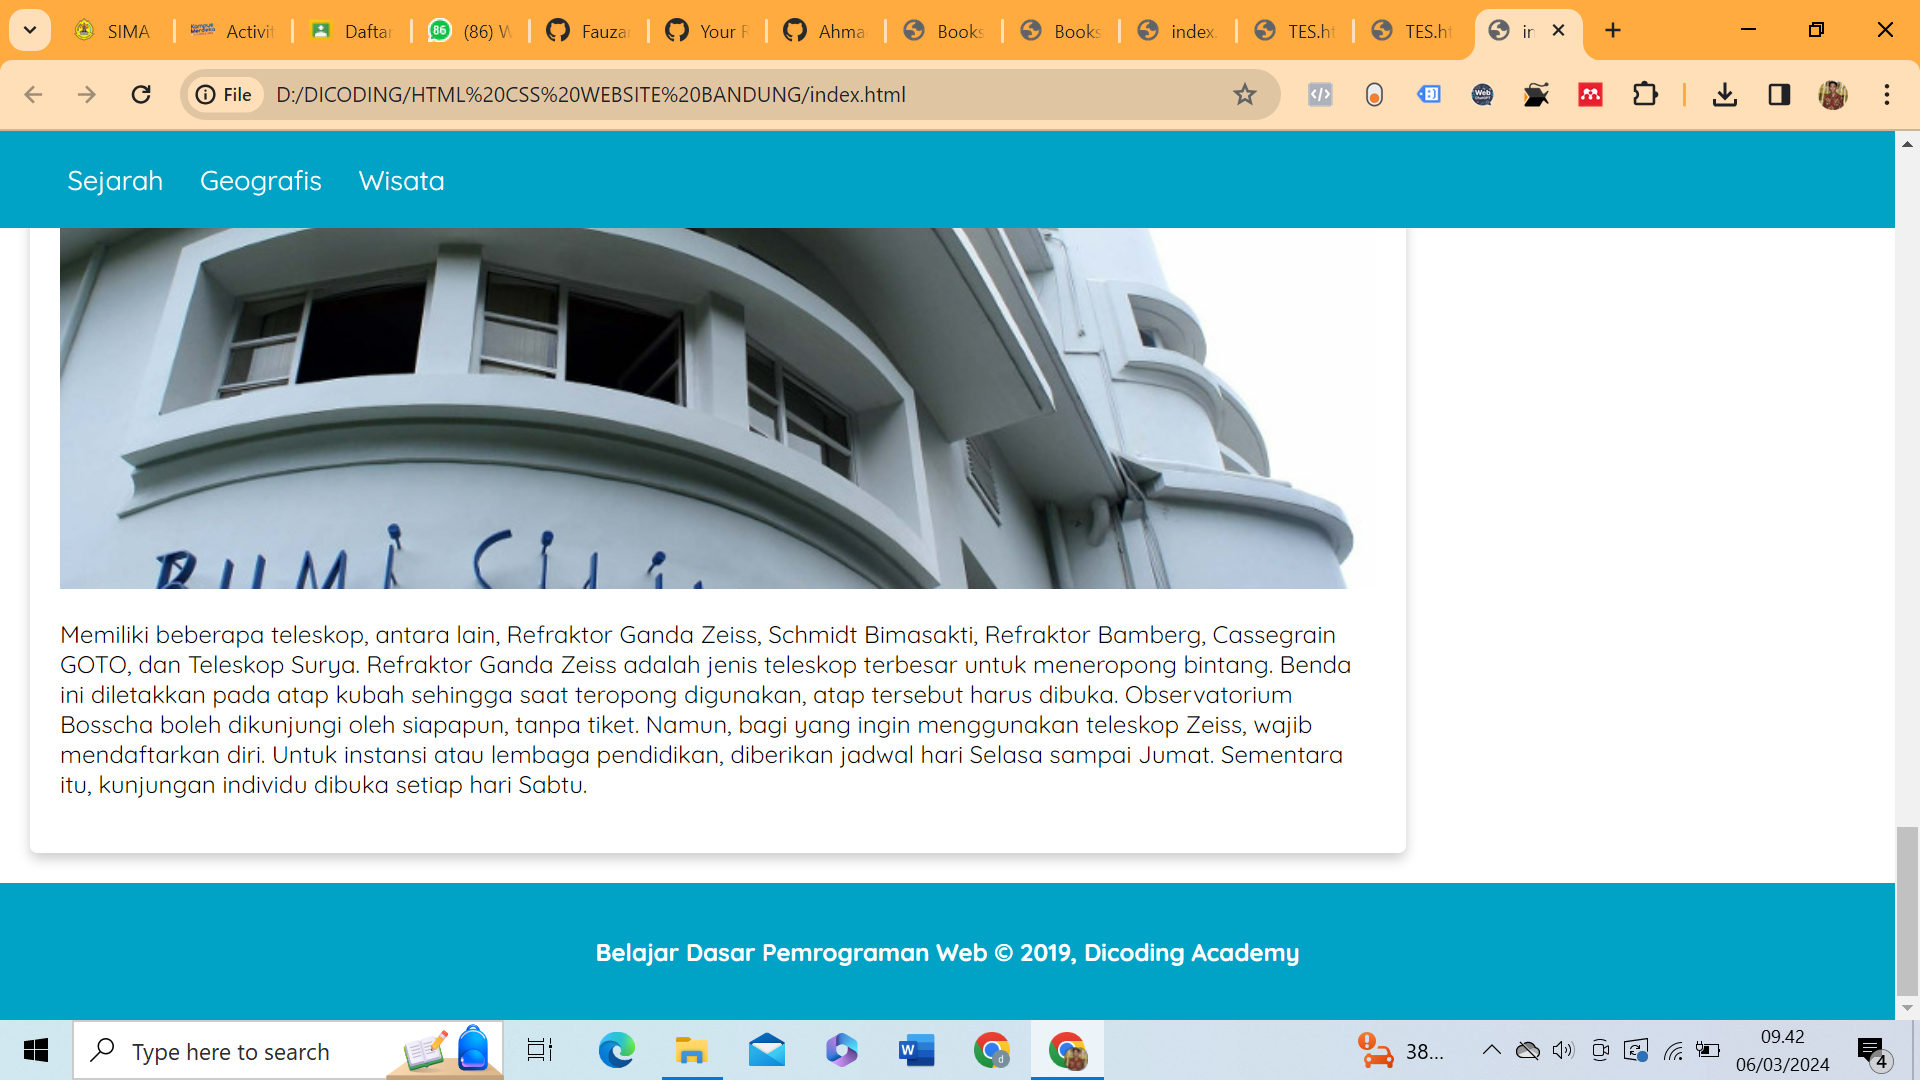 SIMA
Activit
Daftar
(86) W
Fauza
Your R
Ahma
Books
Books
index.
TES.ht
TES.ht
in
File
D:/DICODING/HTML%20CSS%20WEBSITE%20BANDUNG/index.html
Sejarah Geografis Wisata
BUMI
Memiliki beberapa teleskop, antara lain, Refraktor Ganda Zeiss, Schmidt Bimasakti, Refraktor Bamberg, Cassegrain
GOTO, dan Teleskop Surya. Refraktor Ganda Zeiss adalah jenis teleskop terbesar untuk meneropong bintang. Benda
ini diletakkan pada atap kubah sehingga saat teropong digunakan, atap tersebut harus dibuka. Observatorium
Bosscha boleh dikunjungi oleh siapapun, tanpa tiket. Namun, bagi yang ingin menggunakan teleskop Zeiss, wajib
mendaftarkan diri. Untuk instansi atau lembaga pendidikan, diberikan jadwal hari Selasa sampai Jumat. Sementara
itu, kunjungan individu dibuka setiap hari Sabtu.
Belajar Dasar Pemrograman Web © 2019, Dicoding Academy
Type here to search
38...
09.42
06/03/2024
4